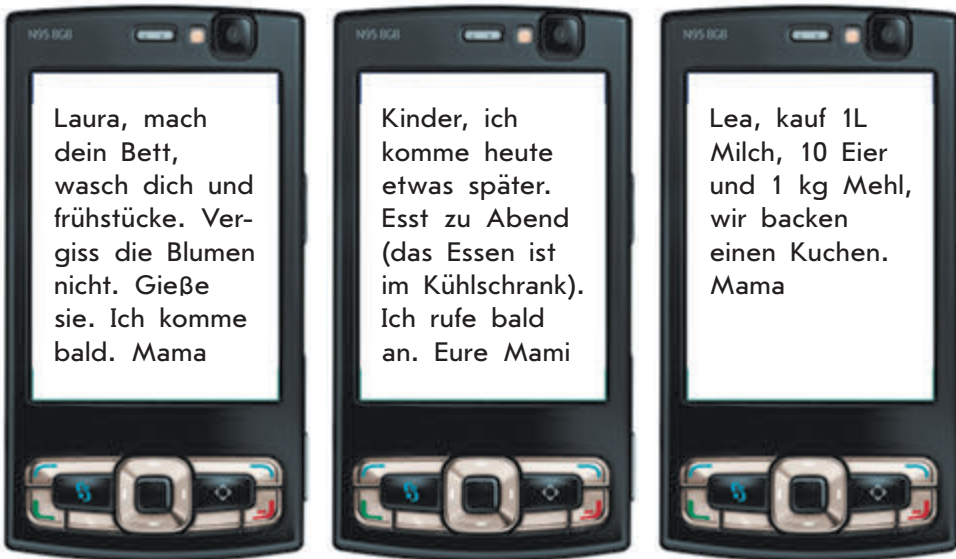 N95 8GB
Laura, mach
dein Bett,
wasch dich und
frühstücke. Ver-
giss die Blumen
nicht. Gieße
sie. Ich komme
bald. Mama
N95 8GB
Kinder, ich
komme heute
etwas später.
Esst zu Abend
(das Essen ist
im Kühlschrank).
Ich rufe bald
an. Eure Mami
N95 8GB
Lea, kauf 1L
Milch, 10 Eier
und 1 kg Mehl,
wir backen
einen Kuchen.
Mama